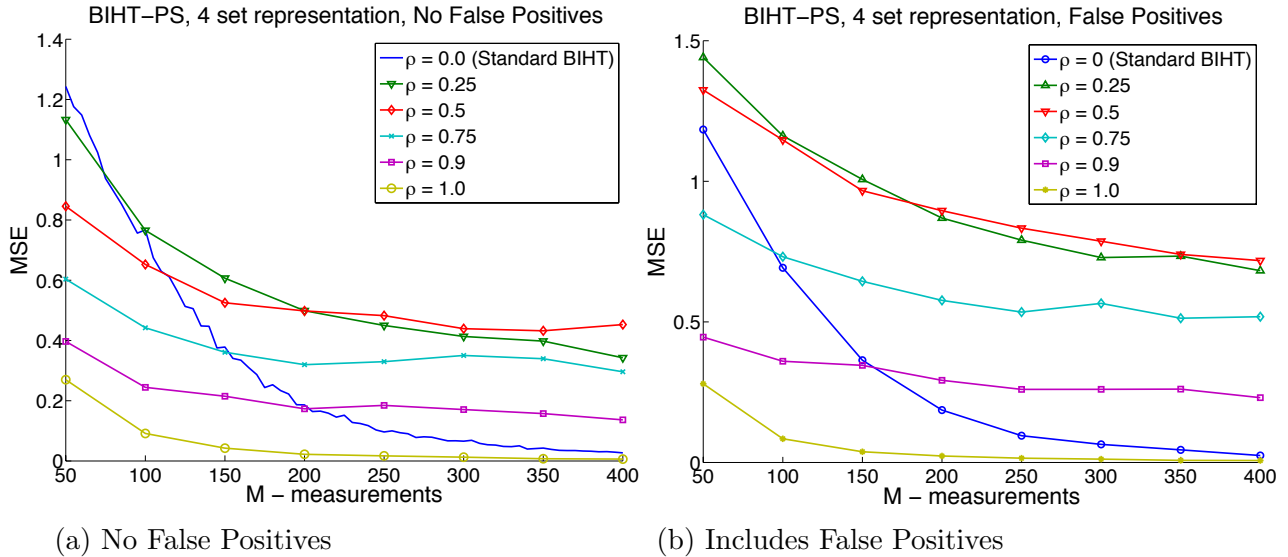 BIHT−PS, 4 set representation, No False Positives
1.4
1.2
1
0.8
0.6
0.4
0.2
0
MSE
ρ = 0.0 (Standard BIHT)
ρ = 0.25
ρ = 0.5
ρ = 0.75
ρ = 0.9
ρ = 1.0
50 100 150 200 250 300 350 400
M − measurements
(a) No False Positives
BIHT−PS, 4 set representation, False Positives
1.5
1
0.5
0
MSE
ρ = 0 (Standard BIHT)
ρ = 0.25
ρ = 0.5
ρ = 0.75
ρ = 0.9
ρ = 1.0
50 100 150 200 250 300 350 400
M − measurements
(b) Includes False Positives